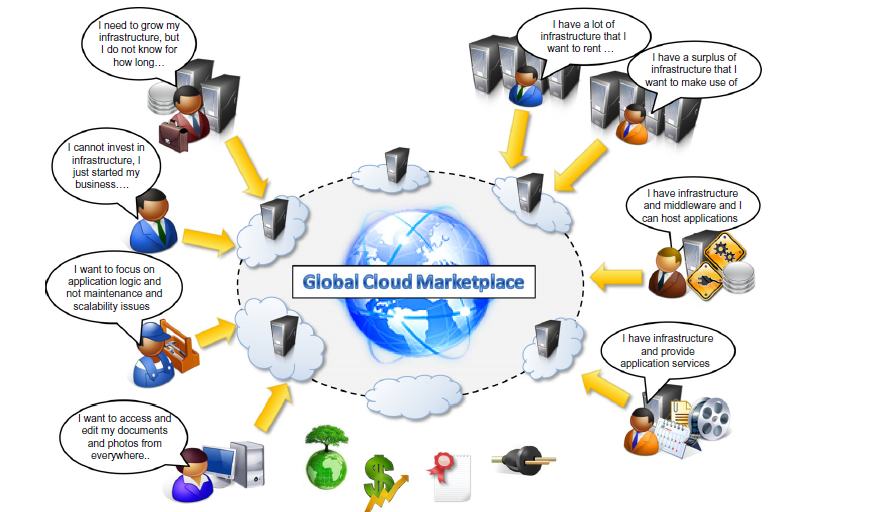 I need to grow my
infrastructure, but
I do not know for
how long…
I have a lot of
infrastructure that I
want to rent …
I have a surplus of
infrastructure that I
want to make use of
I cannot invest in
infrastructure, I
just started my
business….
I have infrastructure
and middleware and I
can host applications
I want to focus on
application logic and
not maintenance and
scalability issues
Global Cloud Marketplace
I have infrastructure
and provide
application services
I want to access and
edit my documents
and photos from
everywhere..